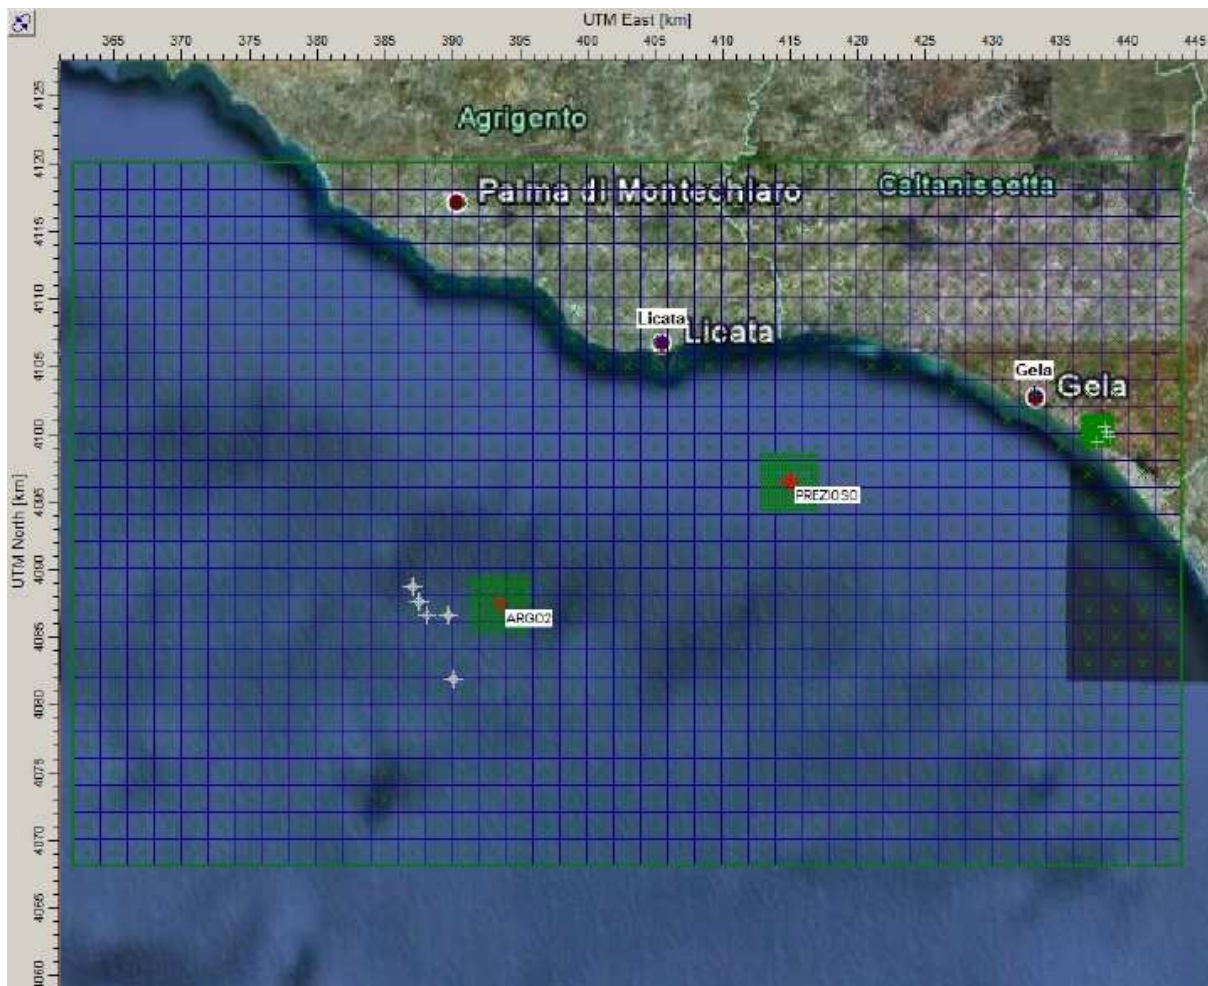 UTM East [km]
365 370 375 380 385 390 395 400 405 410 415 420 425 430 435 440 445
4125
Agrigento
4120
Palma di Montechiaro
Caltanissetta
4115
4110
Licata
Licata
4105
Gela
Gela
4100
UTM North [km]
4095
PREZIOSO
4090
ARGO2
4085
4080
4075
4070
4065
4060